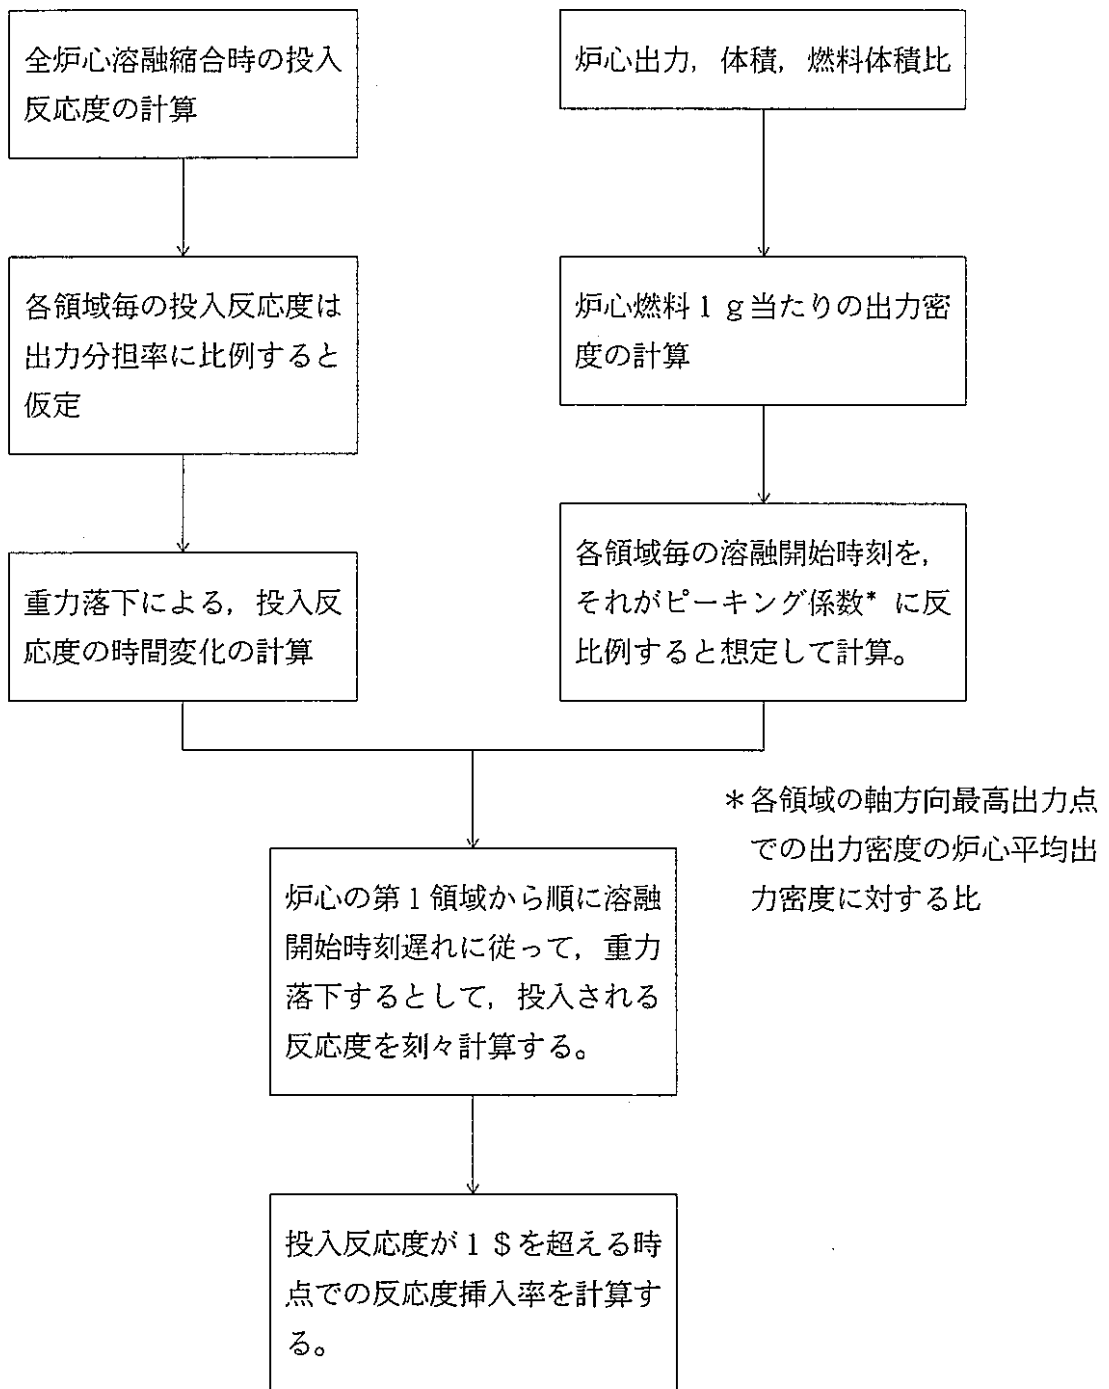 全炉心溶融縮合時の投入
反応度の計算
各領域毎の投入反応度は
出力分担率に比例すると
仮定
重力落下による，投入反
応度の時間変化の計算
炉心出力，体積，燃料体積比
炉心燃料１ｇ当たりの出力密
度の計算
各領域毎の溶融開始時刻を，
それがピーキング係数* に反
比例すると想定して計算。
＊各領域の軸方向最高出力点
での出力密度の炉心平均出
力密度に対する比
炉心の第１領域から順に溶融
開始時刻遅れに従って，重力
落下するとして，投入される
反応度を刻々計算する。
投入反応度が１＄を超える時
点での反応度挿入率を計算す
る。